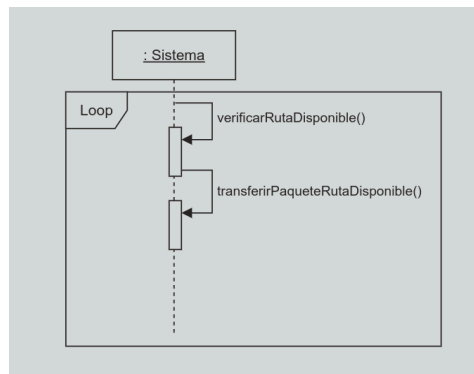 : Sistema
Loop
verificarRutaDisponible()
transferirPaqueteRutaDisponible()